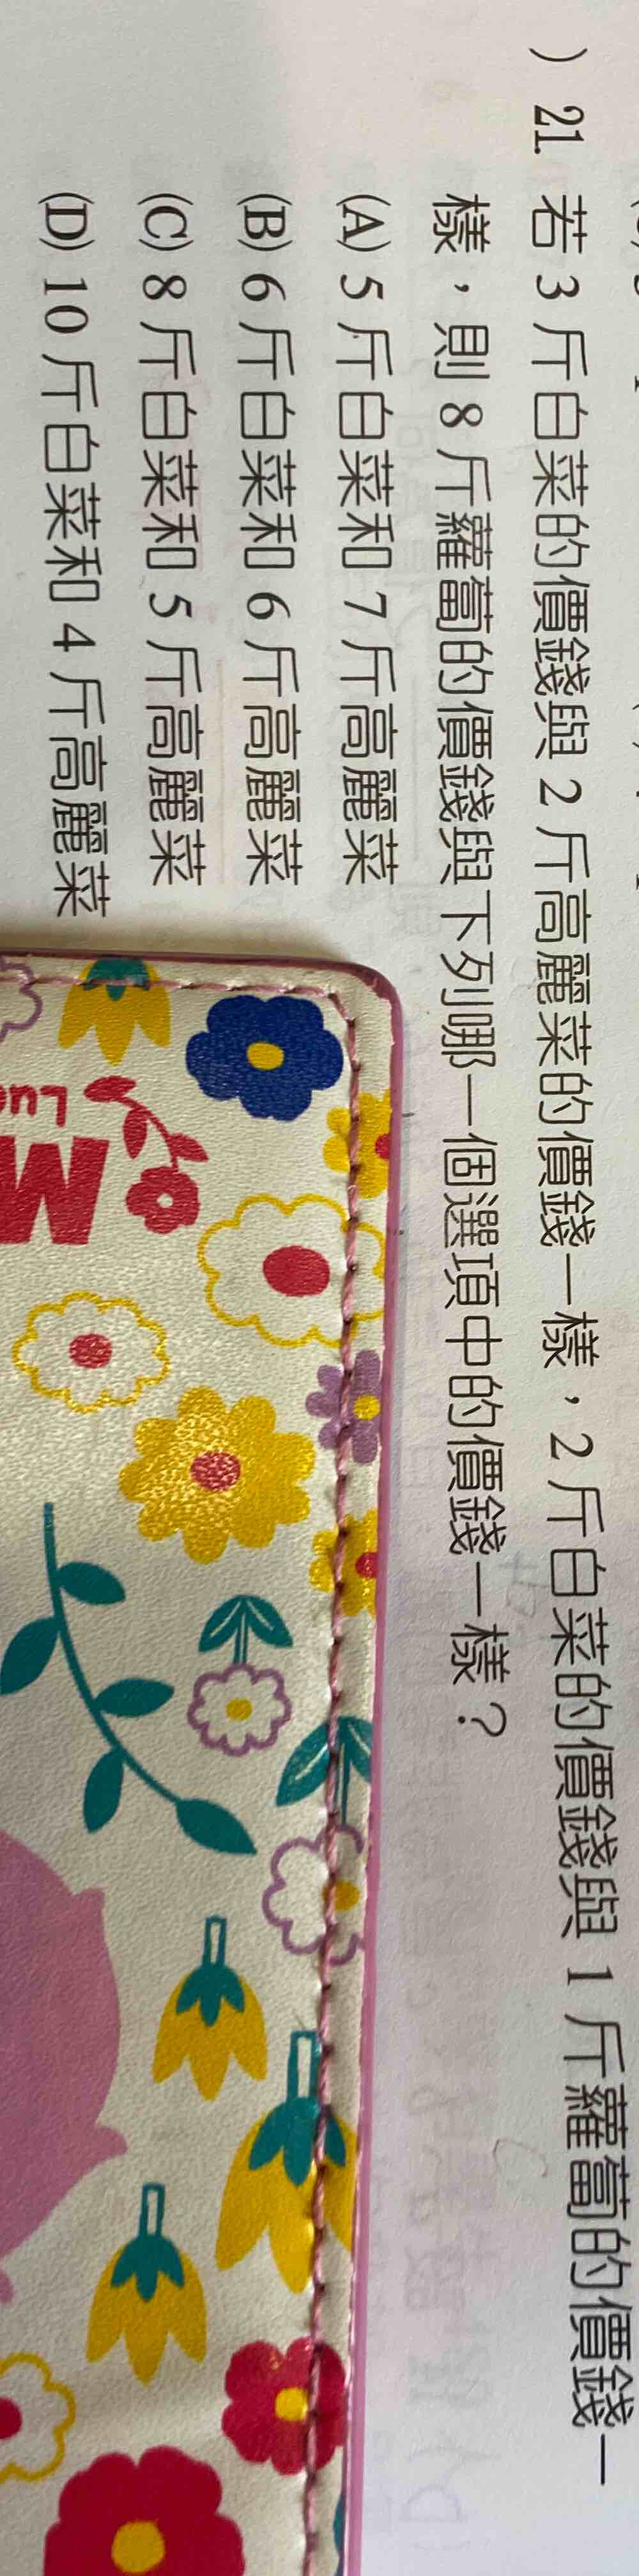 ) 21. 若 3 斤白菜的價錢與 2 斤高麗菜的價錢一樣，2 斤白菜的價錢與 1 斤蘿蔔的價錢一
樣，則 8 斤蘿蔔的價錢與下列哪一個選項中的價錢一樣？
(A) 5 斤白菜和 7 斤高麗菜
(B) 6 斤白菜和 6 斤高麗菜
(C) 8 斤白菜和 5 斤高麗菜
(D) 10 斤白菜和 4 斤高麗菜